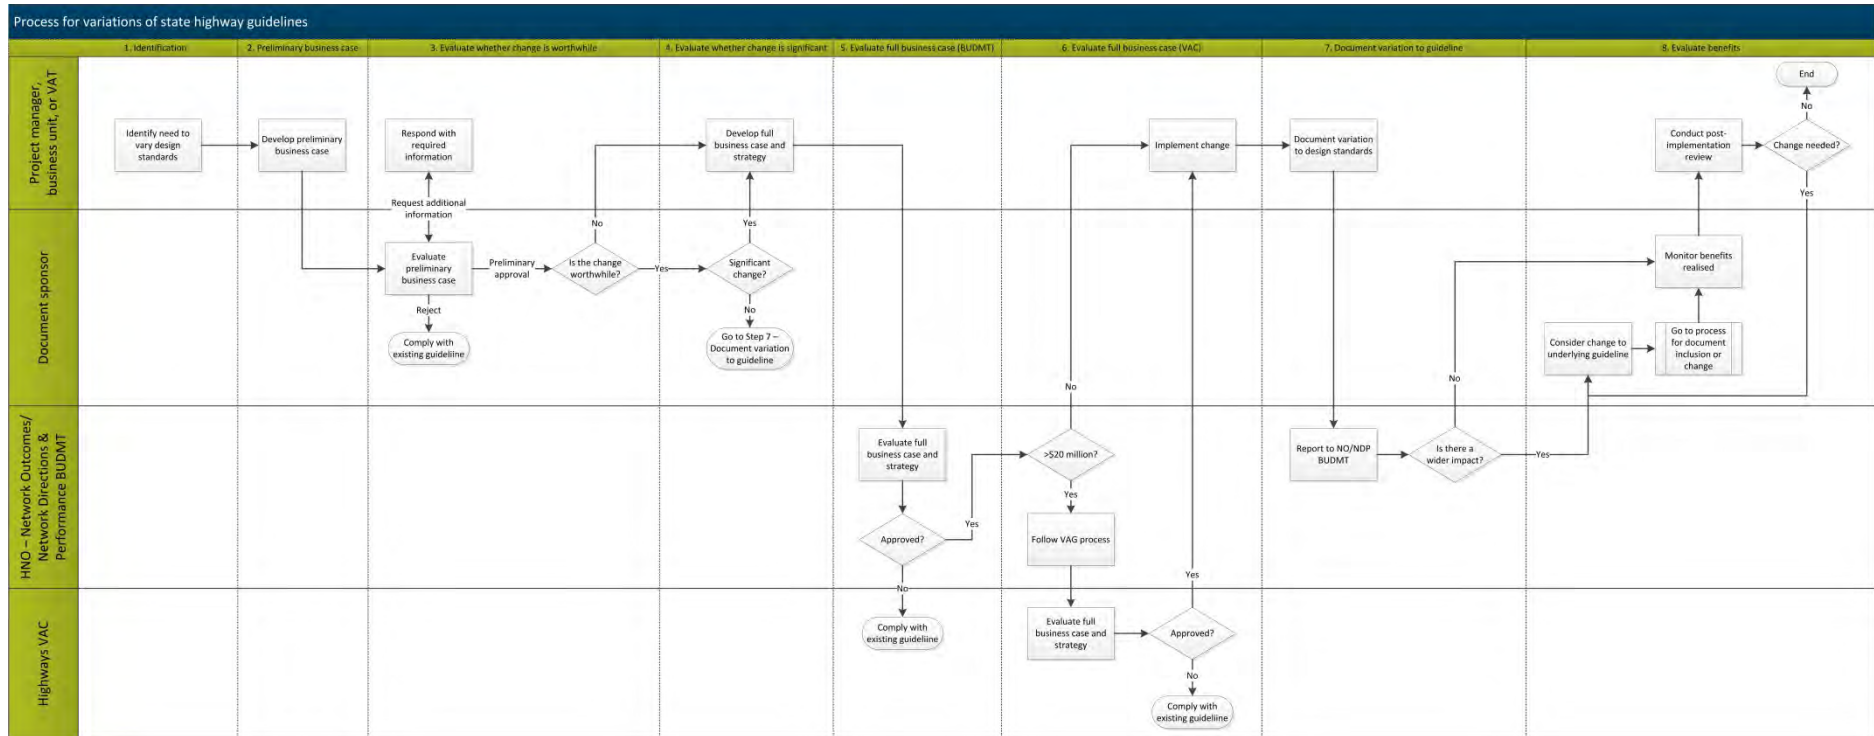 Process for variations of state highway guidelines
1. Identification
2. Preliminary business case
3. Evaluate whether change is worthwhile
4. Evaluate whether change is significant
5. Evaluate full business case (BUDMT)
6. Evaluate full business case (VAC)
7. Document variation to guideline
8. Evaluate benefits
Project manager,
business unit, or VAT
Identify need to
vary design
standards
Develop preliminary
business case
Respond with
required
information
Develop full
business case and
strategy
Implement change
Document variation
to design standards
Conduct post-
implementation
review
Change needed?
End
No
Yes
Document sponsor
Request additional
information
Evaluate
preliminary
business case
Preliminary
approval
Is the change
worthwhile?
No
Yes
Significant
change?
Yes
No
Reject
Comply with
existing guideliine
Go to Step 7 –
Document variation
to guideline
Monitor benefits
realised
Consider change to
underlying guideline
Go to process
for document
inclusion or
change
HNO – Network Outcomes/
Network Directions &
Performance BUDMT
Evaluate full
business case and
strategy
Approved?
Yes
No
>$20 million?
No
Yes
Follow VAG process
Report to NO/NDP
BUDMT
Is there a
wider impact?
No
Yes
Highways VAC
Comply with
existing guideliine
Evaluate full
business case and
strategy
Approved?
Yes
No
Comply with
existing guideliine